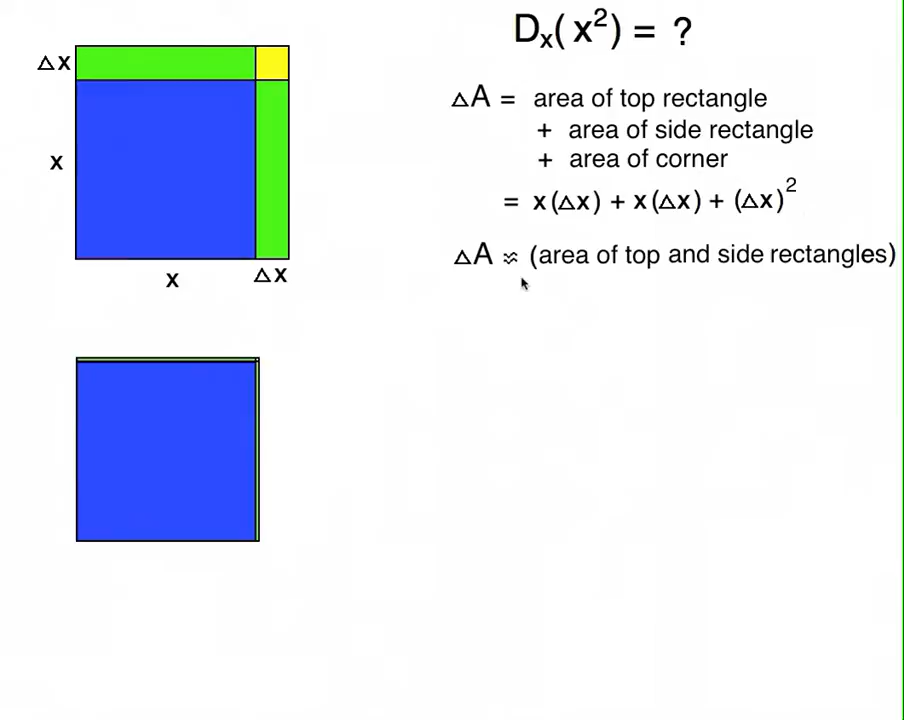 Dx(x²) = ?
△x
△A = area of top rectangle
+ area of side rectangle
+ area of corner
x
= x(△x) + x(△x) + (△x)²
△A ≈ (area of top and side rectangles)
x
△x